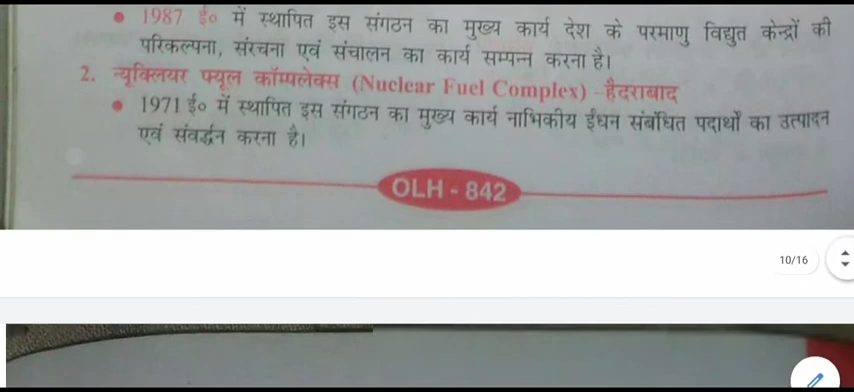 • 1987 ई० में स्थापित इस संगठन का मुख्य कार्य देश के परमाणु विद्युत केन्द्रों की
परिकल्पना, संरचना एवं संचालन का कार्य सम्पन्न करना है।
2. न्यूक्लियर फ्यूल कॉम्पलेक्स (Nuclear Fuel Complex) -हैदराबाद
• 1971 ई० में स्थापित इस संगठन का मुख्य कार्य नाभिकीय ईंधन संबंधित पदार्थों का उत्पादन
एवं संवर्द्धन करना है।
OLH - 842
10/16